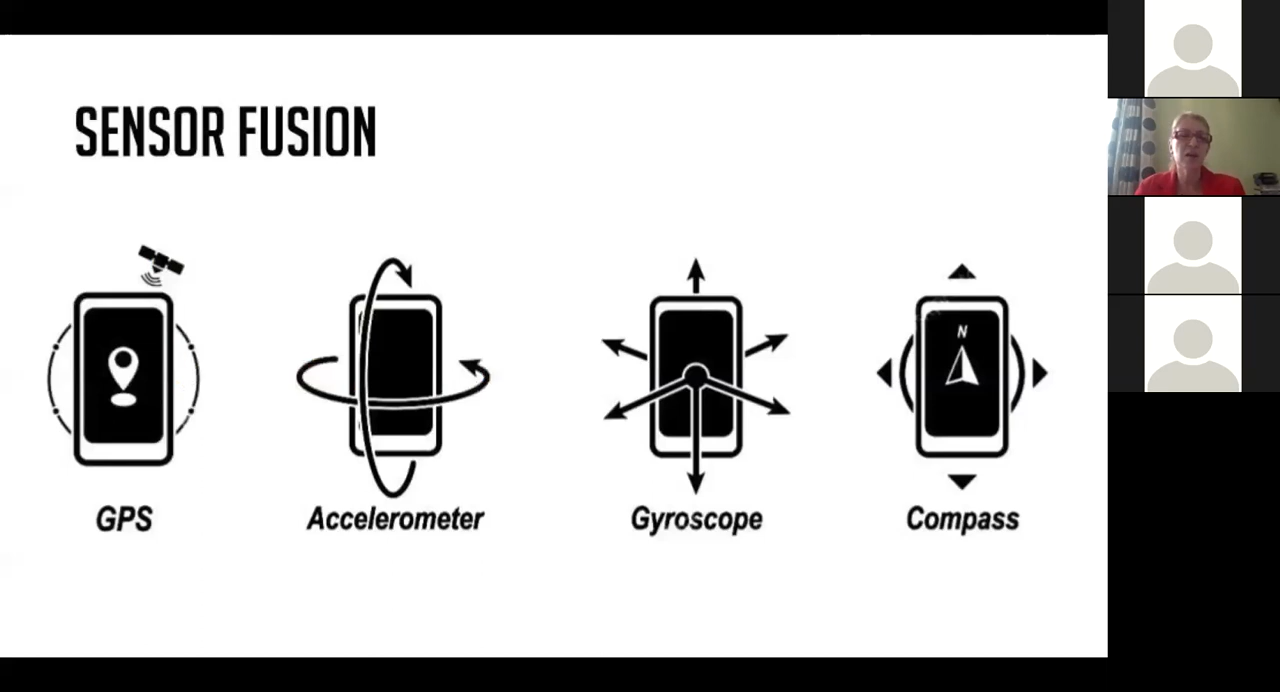 SENSOR FUSION
N
GPS
Accelerometer
Gyroscope
Compass